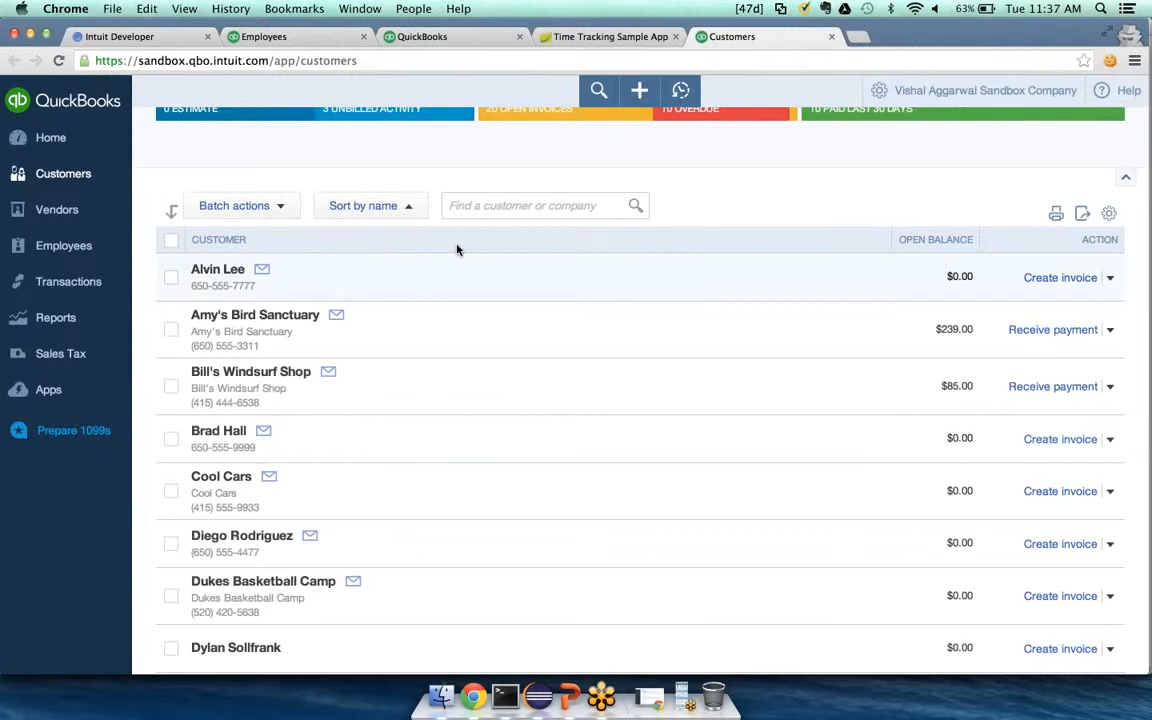 Chrome File Edit View History Bookmarks Window People Help [47d] 63% Tue 11:37 AM
Intuit Developer × Employees × QuickBooks × Time Tracking Sample App × Customers ×
https://sandbox.qbo.intuit.com/app/customers
qb QuickBooks Vishal Aggarwal Sandbox Company ? Help
0 ESTIMATE 3 UNBILLED ACTIVITY 20 OPEN INVOICES 10 OVERDUE 10 PAID LAST 30 DAYS
Home
Customers
Vendors
Employees
Transactions
Reports
Sales Tax
Apps
Prepare 1099s
Batch actions Sort by name Find a customer or company
CUSTOMER OPEN BALANCE ACTION
Alvin Lee
650-555-7777
$0.00 Create invoice
Amy's Bird Sanctuary
Amy's Bird Sanctuary
(650) 555-3311
$239.00 Receive payment
Bill's Windsurf Shop
Bill's Windsurf Shop
(415) 444-6538
$85.00 Receive payment
Brad Hall
650-555-9999
$0.00 Create invoice
Cool Cars
Cool Cars
(415) 555-9933
$0.00 Create invoice
Diego Rodriguez
(650) 555-4477
$0.00 Create invoice
Dukes Basketball Camp
Dukes Basketball Camp
(520) 420-5638
$0.00 Create invoice
Dylan Sollfrank
$0.00 Create invoice